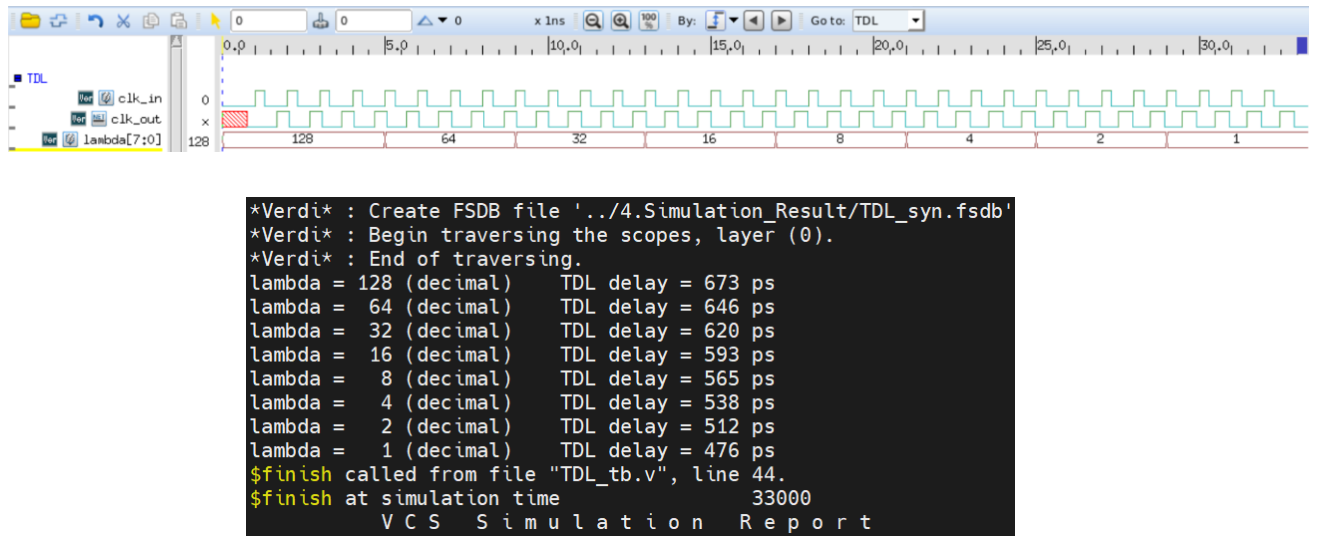 0 0 0 x 1ns 100 % By: Go to: TDL
0.0 5.0 10.0 15.0 20.0 25.0 30.0
TDL
clk_in 0
clk_out x
lambda[7:0] 128 128 64 32 16 8 4 2 1
*Verdi* : Create FSDB file '../4.Simulation_Result/TDL_syn.fsdb'
*Verdi* : Begin traversing the scopes, layer (0).
*Verdi* : End of traversing.
lambda = 128 (decimal) TDL delay = 673 ps
lambda = 64 (decimal) TDL delay = 646 ps
lambda = 32 (decimal) TDL delay = 620 ps
lambda = 16 (decimal) TDL delay = 593 ps
lambda = 8 (decimal) TDL delay = 565 ps
lambda = 4 (decimal) TDL delay = 538 ps
lambda = 2 (decimal) TDL delay = 512 ps
lambda = 1 (decimal) TDL delay = 476 ps
$finish called from file "TDL_tb.v", line 44.
$finish at simulation time 33000
V C S S i m u l a t i o n R e p o r t